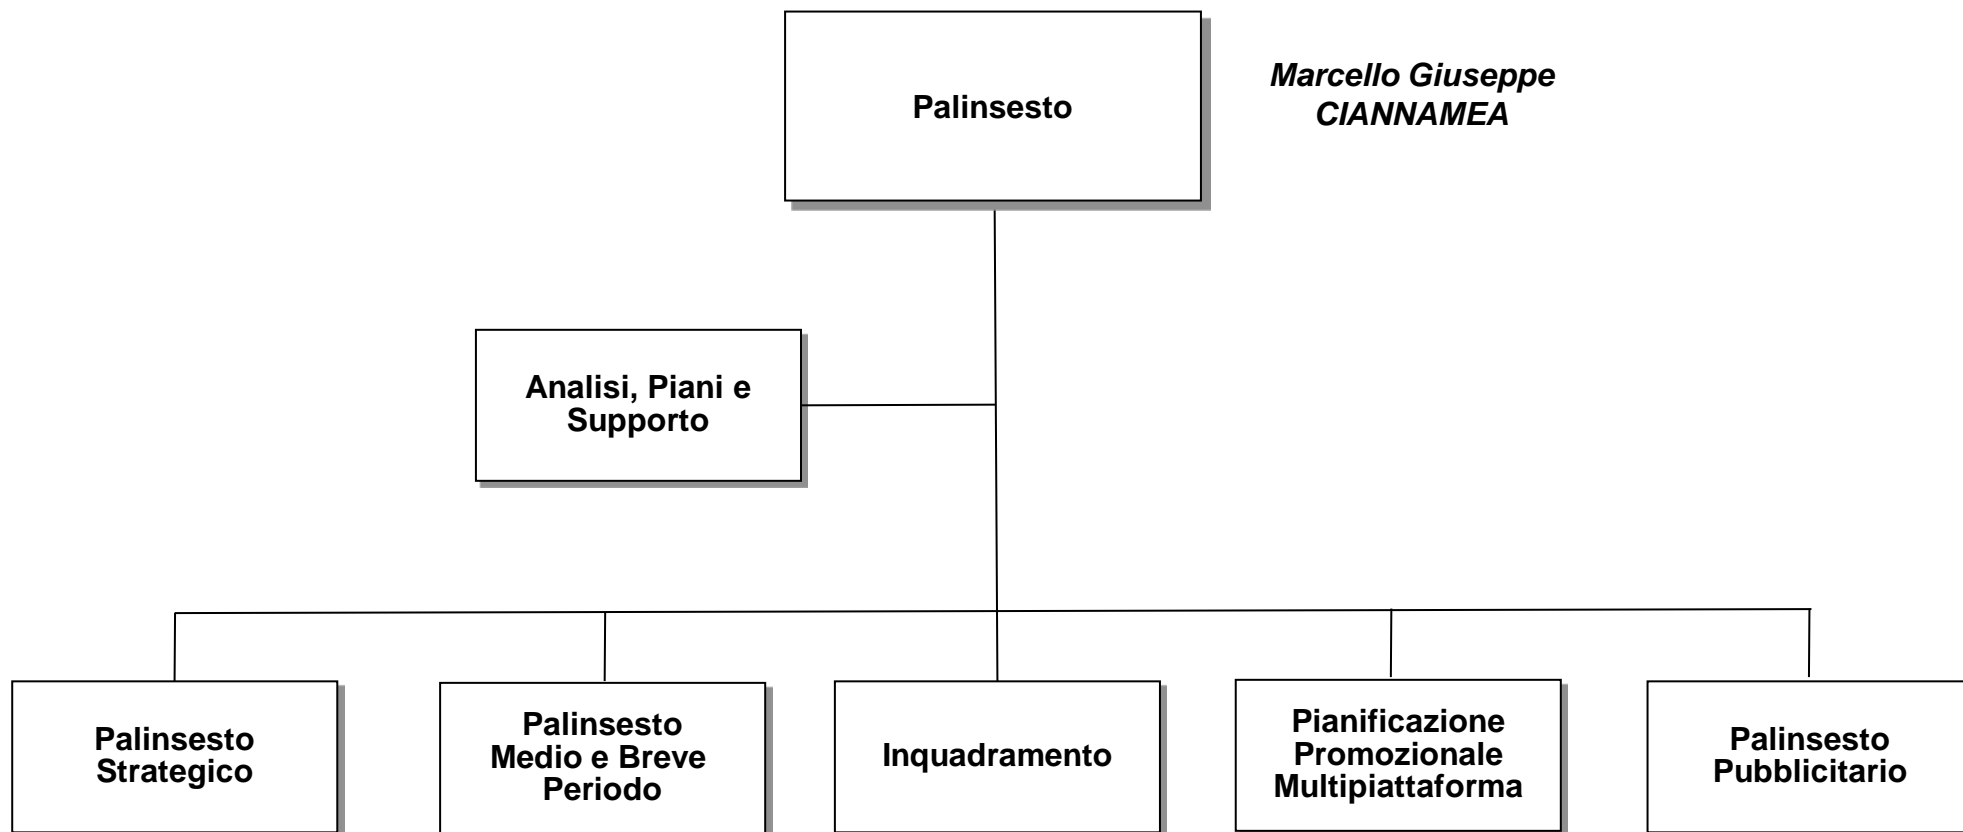 Palinsesto
Marcello Giuseppe
CIANNAMEA
Analisi, Piani e
Supporto
Palinsesto
Strategico
Palinsesto
Medio e Breve
Periodo
Inquadramento
Pianificazione
Promozionale
Multipiattaforma
Palinsesto
Pubblicitario